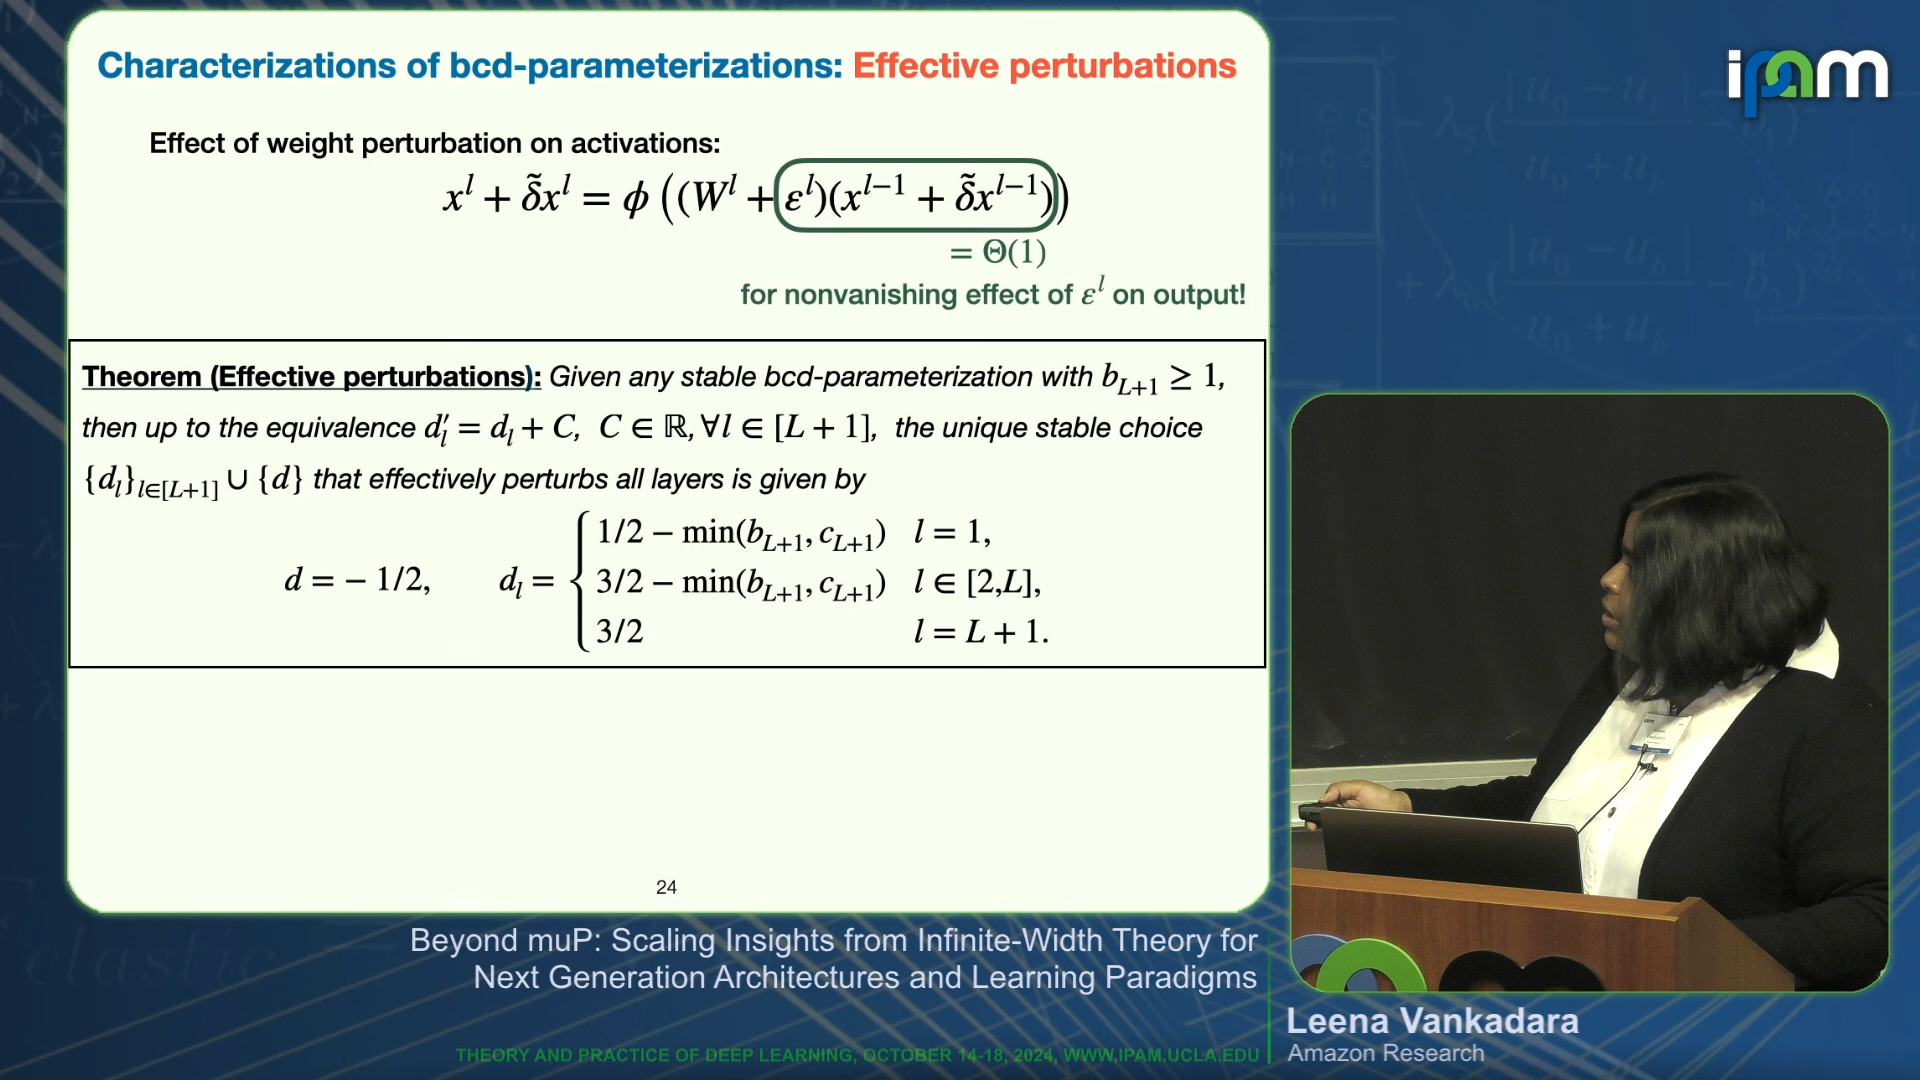 Characterizations of bcd-parameterizations: Effective perturbations
Effect of weight perturbation on activations:
x^l + δ̃x^l = ϕ ((W^l + ε^l)(x^{l−1} + δ̃x^{l−1}))
= Θ(1)
for nonvanishing effect of ε^l on output!
Theorem (Effective perturbations): Given any stable bcd-parameterization with b_{L+1} ≥ 1,
then up to the equivalence d′_l = d_l + C, C ∈ ℝ, ∀l ∈ [L + 1], the unique stable choice
{d_l}_{l∈[L+1]} ∪ {d} that effectively perturbs all layers is given by
1/2 − min(b_{L+1}, c_{L+1}) l = 1,
d = − 1/2, d_l = { 3/2 − min(b_{L+1}, c_{L+1}) l ∈ [2,L],
3/2 l = L + 1.
24
ipam
Beyond muP: Scaling Insights from Infinite-Width Theory for
Next Generation Architectures and Learning Paradigms
THEORY AND PRACTICE OF DEEP LEARNING, OCTOBER 14-18, 2024, WWW.IPAM.UCLA.EDU
Leena Vankadara
Amazon Research